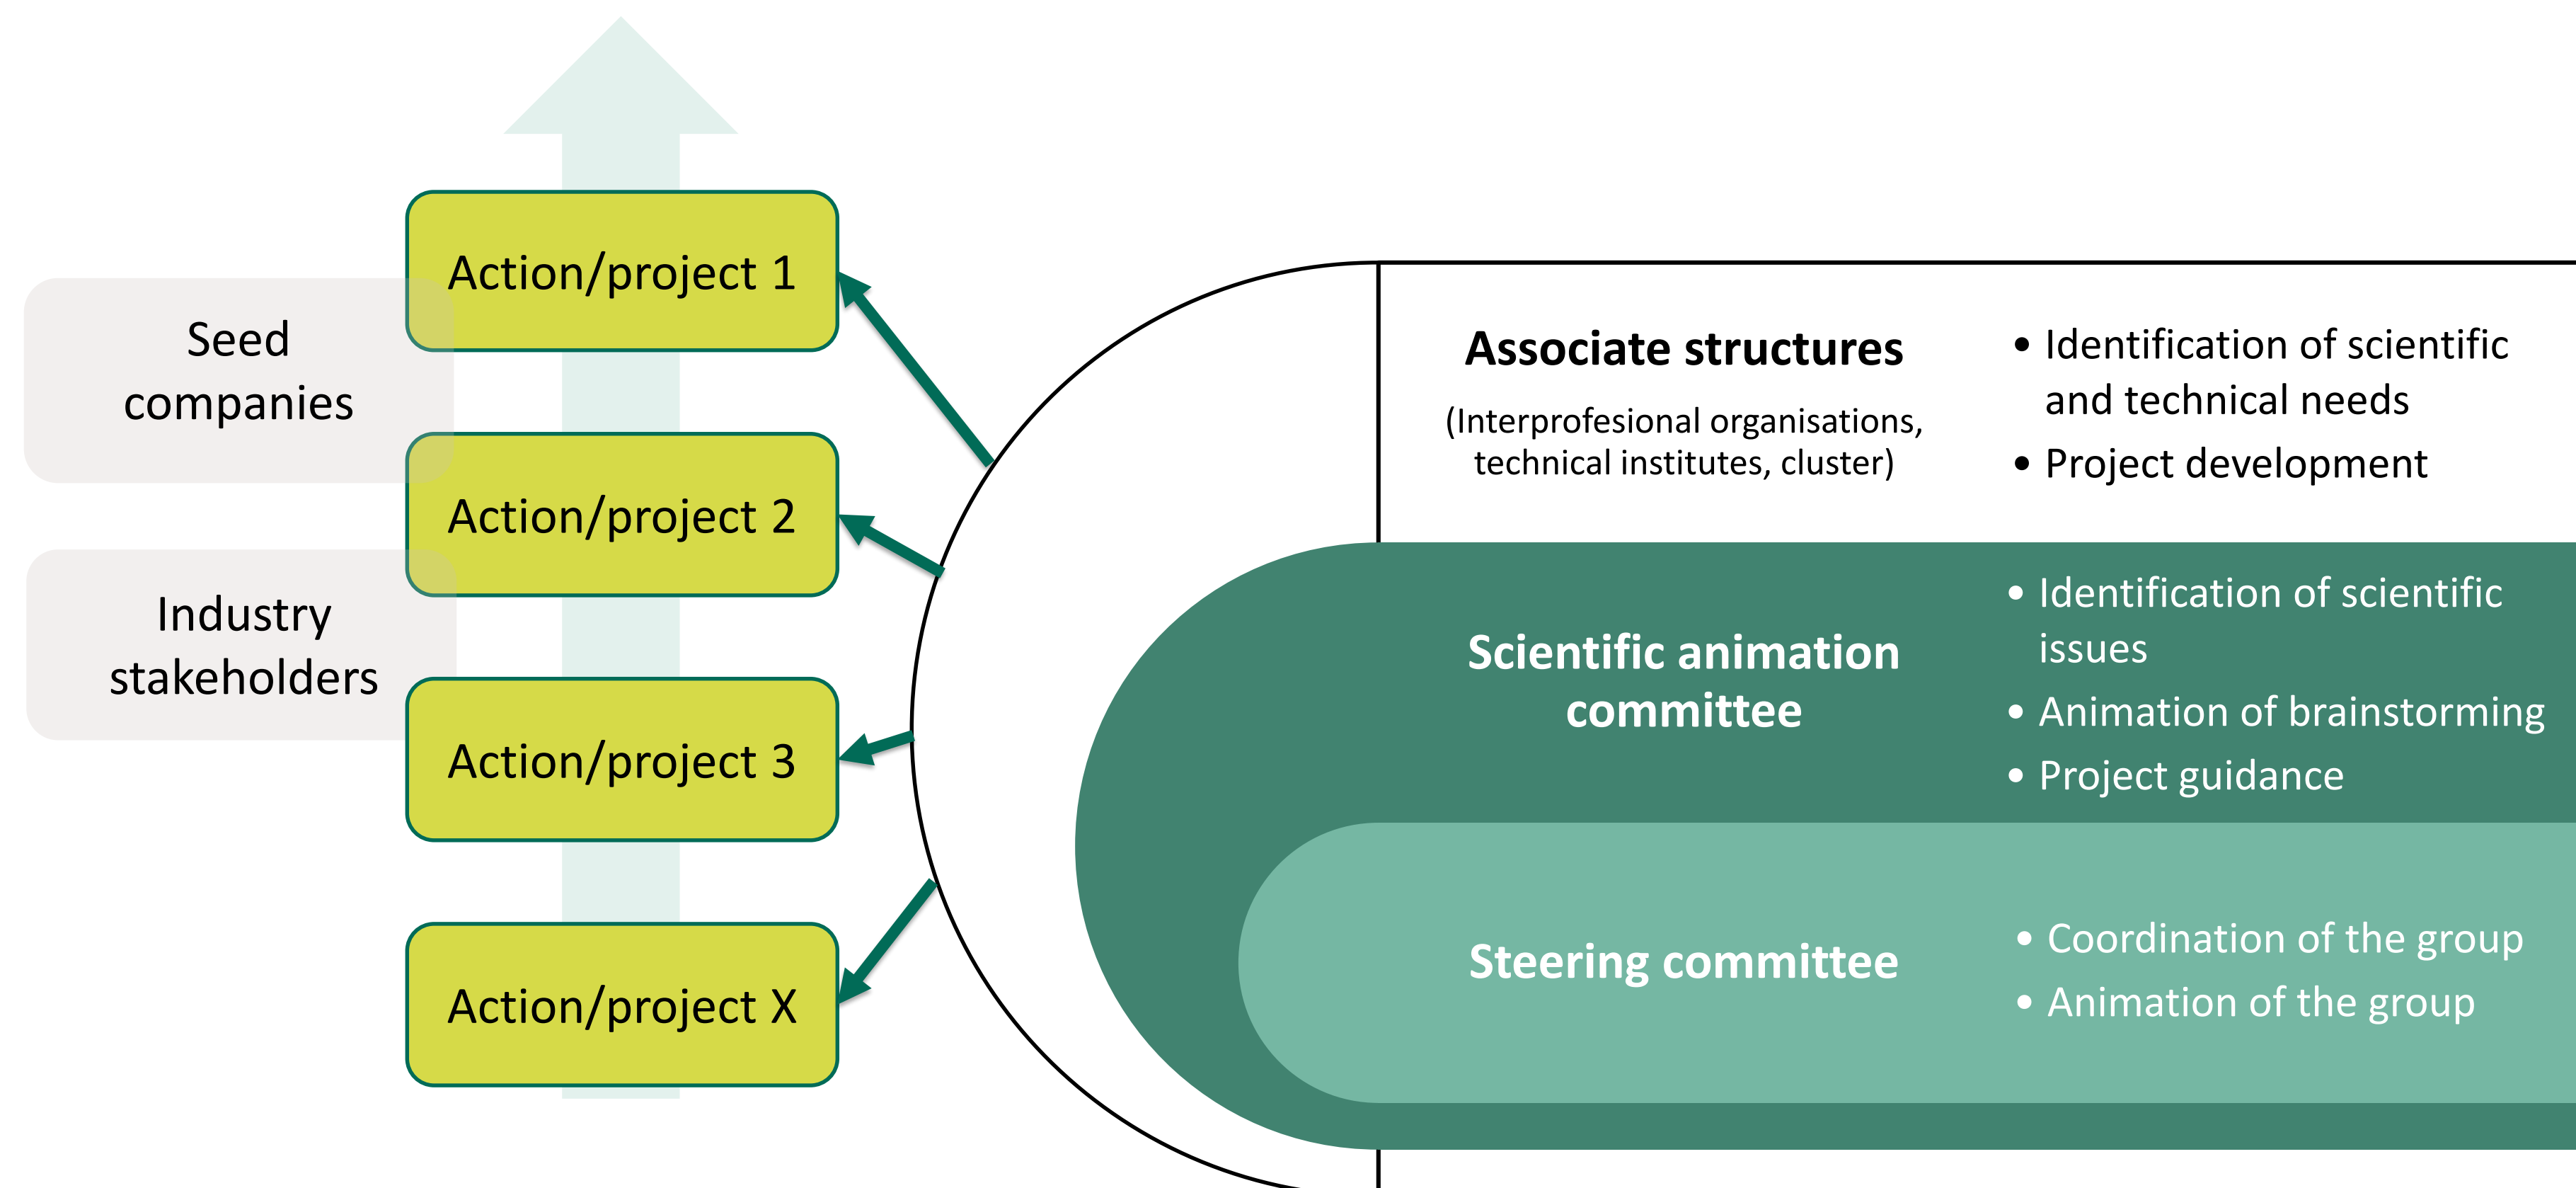 Action/project 1
Seed
companies
Action/project 2
Industry
stakeholders
Action/project 3
Action/project X
Associate structures
(Interprofesional organisations,
technical institutes, cluster)
• Identification of scientific
and technical needs
• Project development
Scientific animation
committee
• Identification of scientific
issues
• Animation of brainstorming
• Project guidance
Steering committee
• Coordination of the group
• Animation of the group